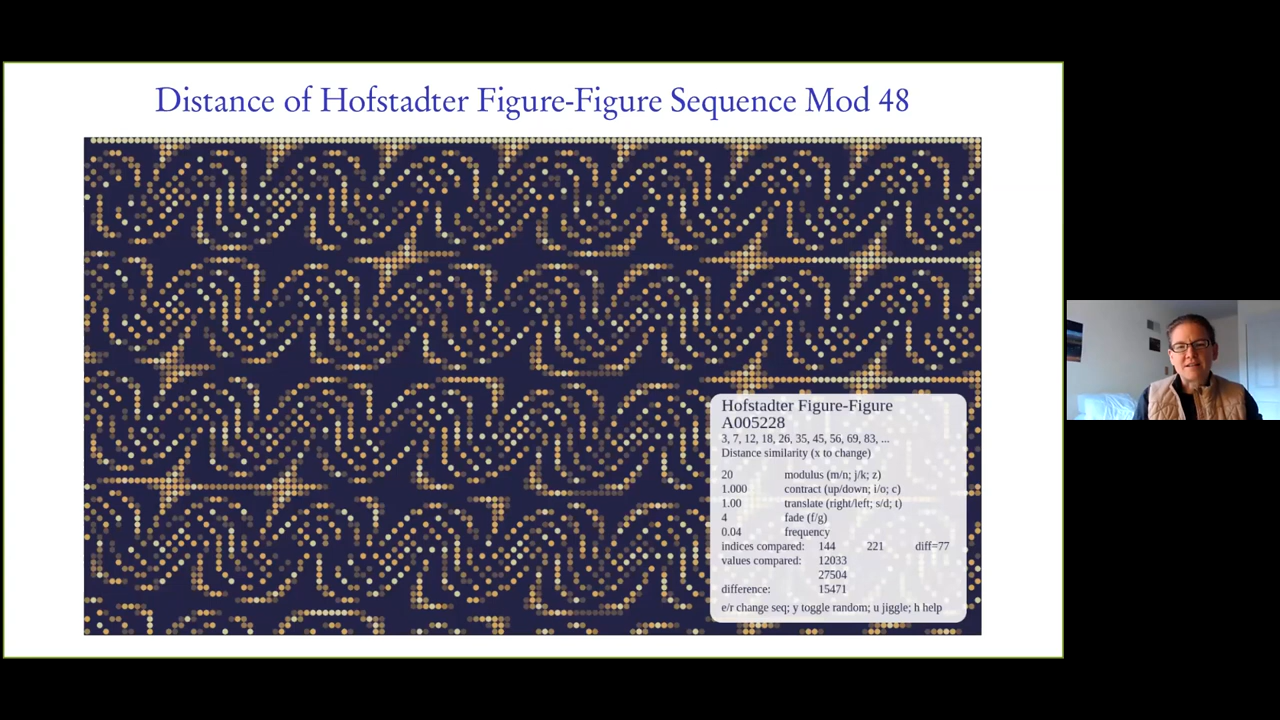 Distance of Hofstadter Figure-Figure Sequence Mod 48
Hofstadter Figure-Figure
A005228
3, 7, 12, 18, 26, 35, 45, 56, 69, 83, ...
Distance similarity (x to change)
20 modulus (m/n; j/k; z)
1.000 contract (up/down; i/o; c)
1.00 translate (right/left; s/d; t)
4 fade (f/g)
0.04 frequency
indices compared: 144 221 diff=77
values compared: 12033
27504
difference: 15471
e/r change seq; y toggle random; u jiggle; h help